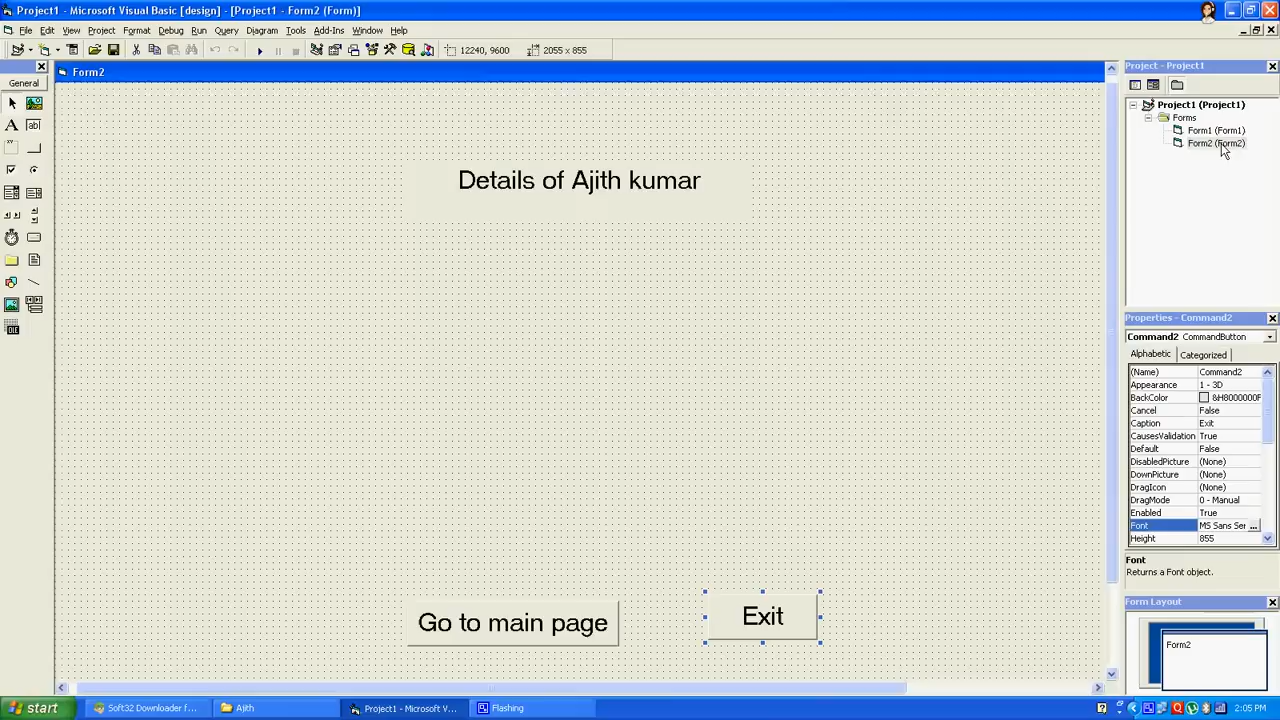 Project1 - Microsoft Visual Basic [design] - [Project1 - Form2 (Form)]
File Edit View Project Format Debug Run Query Diagram Tools Add-Ins Window Help
12240, 9600 2055 x 855
General
Form2
Details of Ajith kumar
Go to main page
Exit
Project - Project1
Project1 (Project1)
Forms
Form1 (Form1)
Form2 (Form2)
Properties - Command2
Command2 CommandButton
Alphabetic Categorized
(Name) Command2
Appearance 1 - 3D
BackColor &H8000000F
Cancel False
Caption Exit
CausesValidation True
Default False
DisabledPicture (None)
DownPicture (None)
DragIcon (None)
DragMode 0 - Manual
Enabled True
Font MS Sans Ser ...
Height 855
Font
Returns a Font object.
Form Layout
Form2
start Soft32 Downloader f... Ajith Project1 - Microsoft V... Flashing 2:05 PM